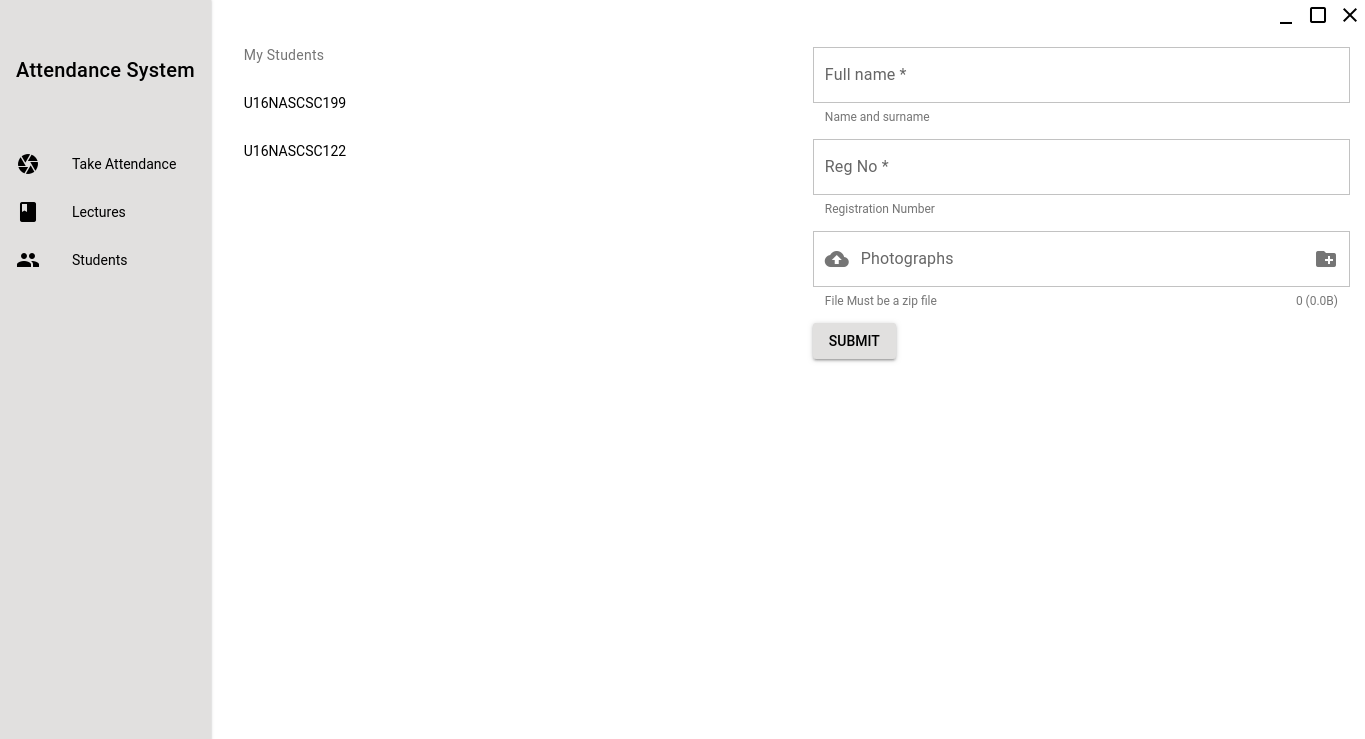 Attendance System
Take Attendance
Lectures
Students
My Students
U16NASCSC199
U16NASCSC122
Full name *
Name and surname
Reg No *
Registration Number
Photographs
File Must be a zip file 0 (0.0B)
SUBMIT